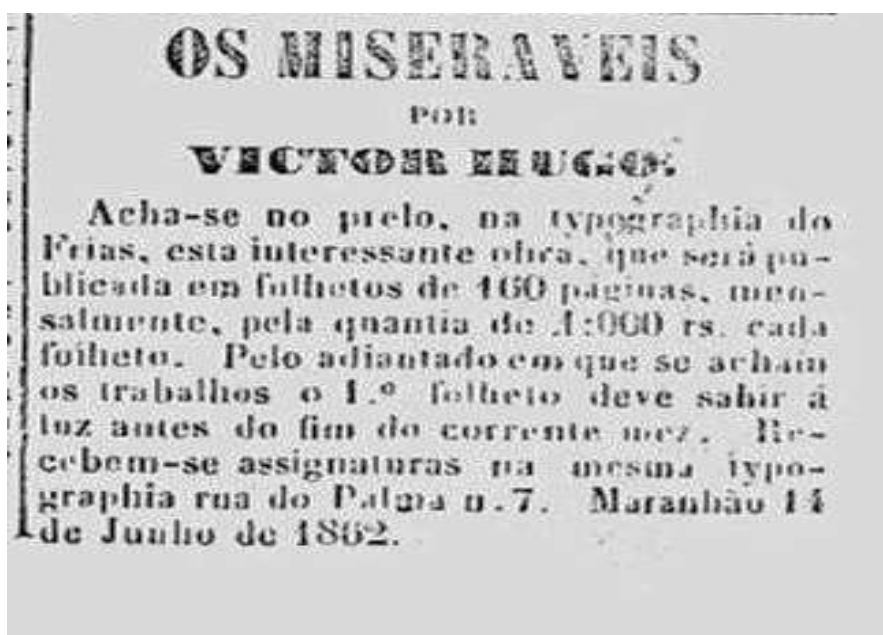 OS MISERAVEIS
POR
VICTOR HUGO.
Acha-se no prelo, na typographia do
Frias, esta interessante obra, que será pu-
blicada em folhetos de 160 paginas, men-
salmente, pela quantia de 1:000 rs. cada
folheto. Pelo adiantado em que se acham
os trabalhos o 1.º folheto deve sahir á
luz antes do fim do corrente mez. Re-
cebem-se assignaturas na mesma typo-
graphia rua do Palma n. 7. Maranhão 14
de Junho de 1862.